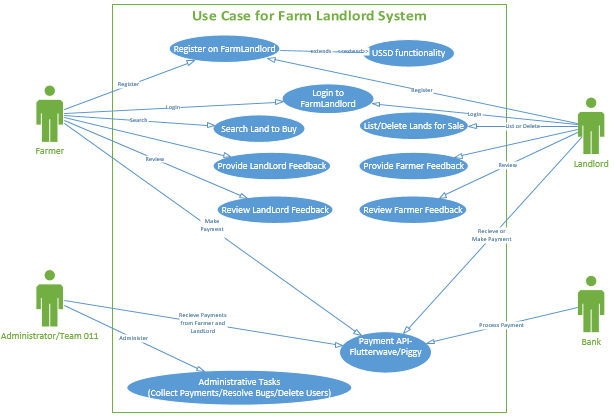 Use Case for Farm Landlord System
Register on FarmLandlord
extends
<extends>
USSD functionality
Register
Register
Login to
FarmLandlord
Login
Login
Search
Search Land to Buy
List/Delete Lands for Sale
List or Delete
Farmer
Landlord
Review
Provide LandLord Feedback
Provide Farmer Feedback
Review
Review LandLord Feedback
Review Farmer Feedback
Make
Payment
Recieve or
Make Payment
Recieve Payments
from Farmer and
LandLord
Process Payment
Administrator/Team 011
Administer
Payment API-
Flutterwave/Piggy
Bank
Administrative Tasks
(Collect Payments/Resolve Bugs/Delete Users)